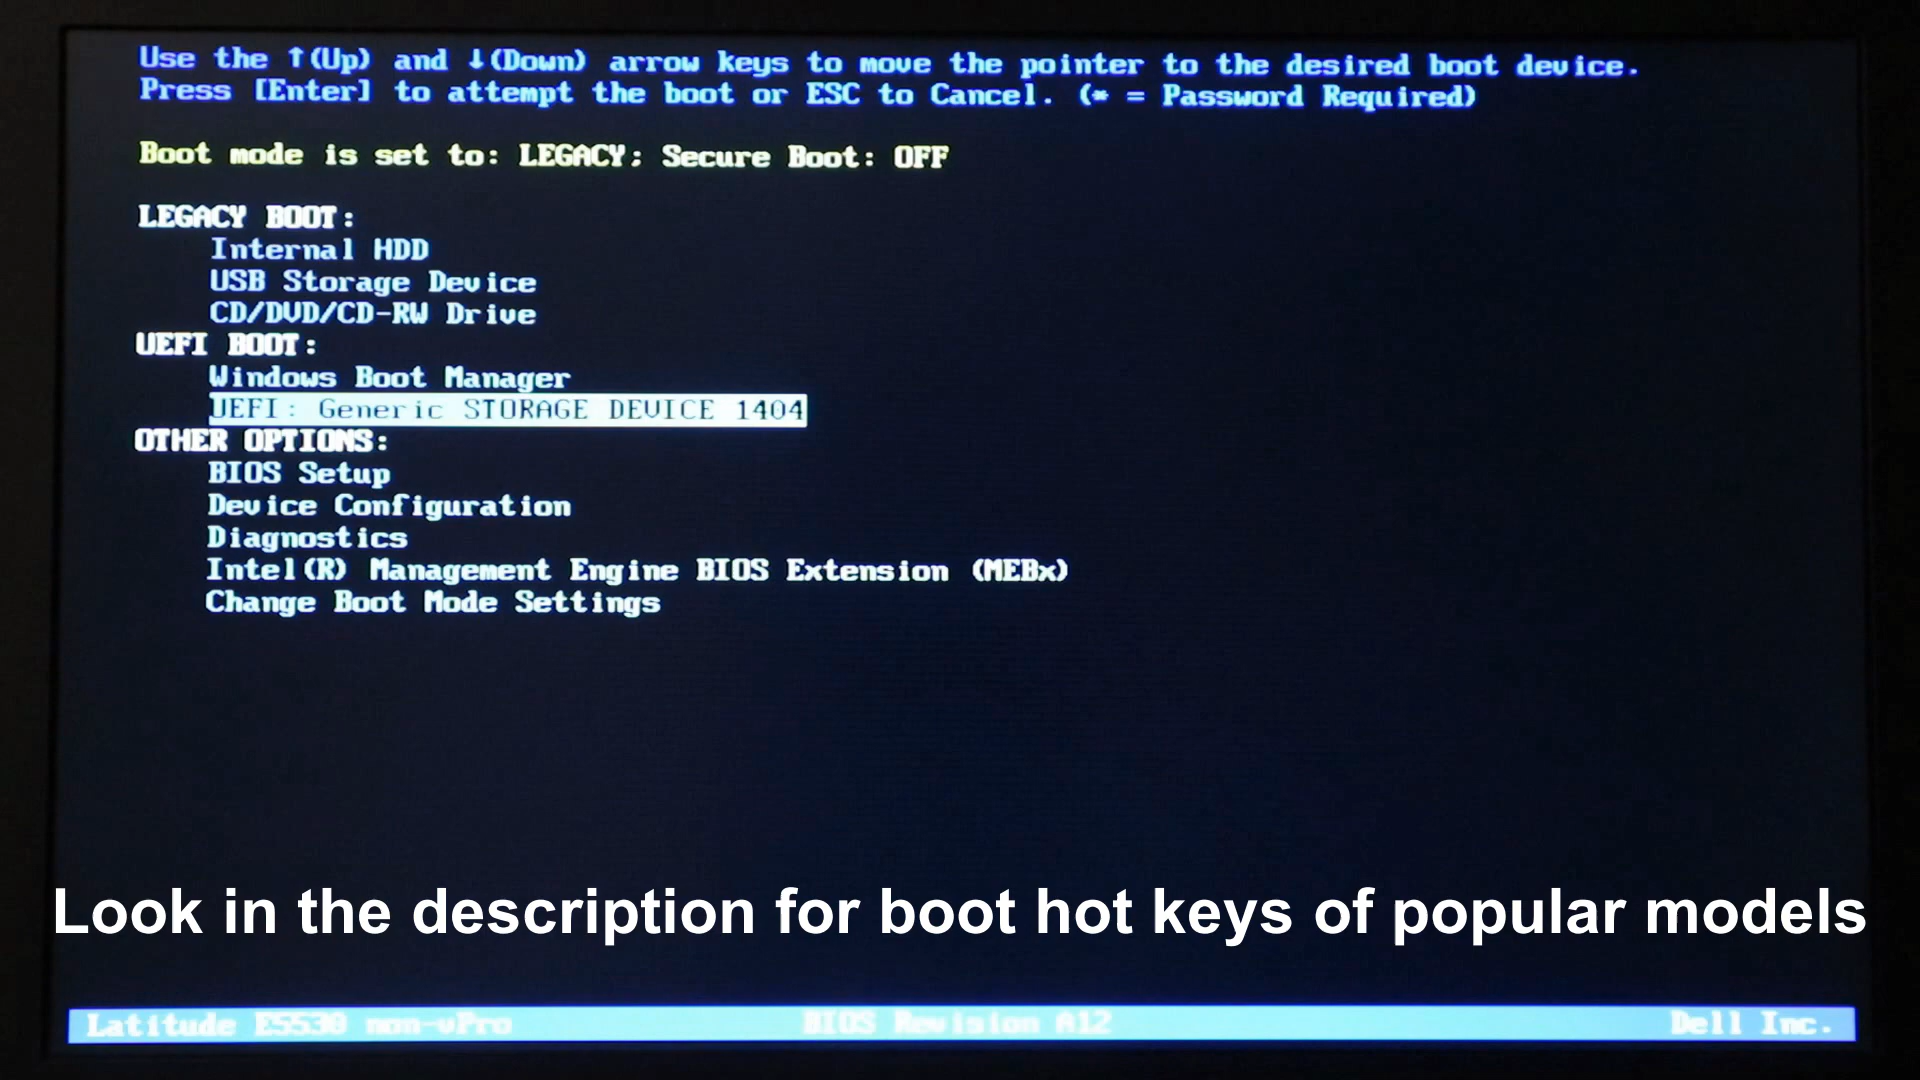 Use the ↑(Up) and ↓(Down) arrow keys to move the pointer to the desired boot device.
Press [Enter] to attempt the boot or ESC to Cancel. (* = Password Required)
Boot mode is set to: LEGACY; Secure Boot: OFF
LEGACY BOOT:
Internal HDD
USB Storage Device
CD/DVD/CD-RW Drive
UEFI BOOT:
Windows Boot Manager
UEFI: Generic STORAGE DEVICE 1404
OTHER OPTIONS:
BIOS Setup
Device Configuration
Diagnostics
Intel(R) Management Engine BIOS Extension (MEBx)
Change Boot Mode Settings
Look in the description for boot hot keys of popular models
Latitude E5530 non-vPro BIOS Revision A12 Dell Inc.